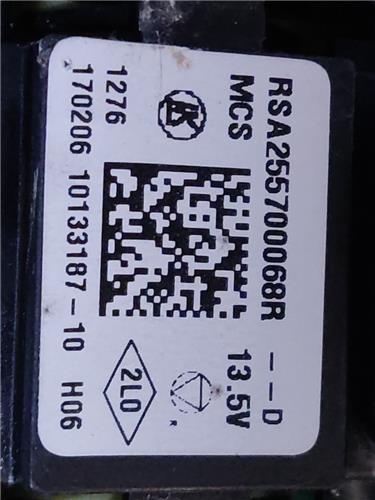 RSA255700068R --D
MCS 13.5V
K
1276 2L0
170206 10133187-10 H06